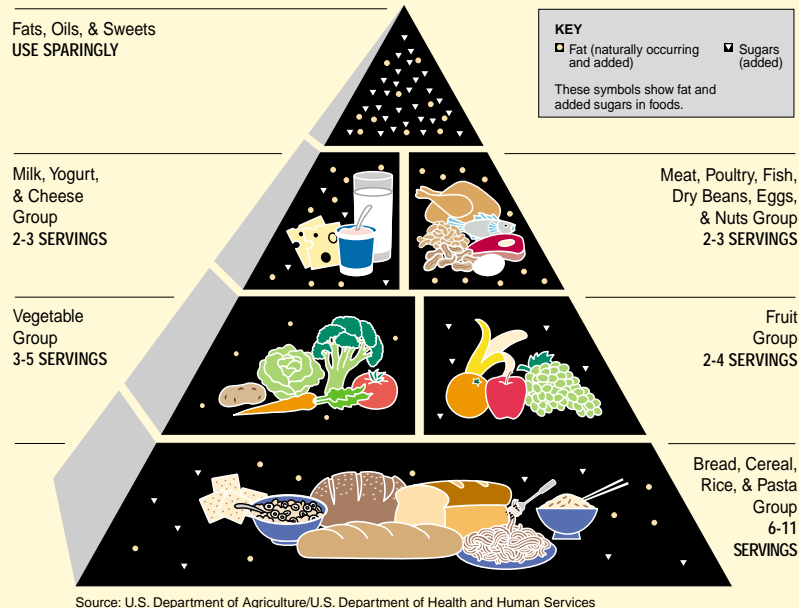 Fats, Oils, & Sweets
USE SPARINGLY
KEY
Fat (naturally occurring
and added)
Sugars
(added)
These symbols show fat and
added sugars in foods.
Milk, Yogurt,
& Cheese
Group
2-3 SERVINGS
Meat, Poultry, Fish,
Dry Beans, Eggs,
& Nuts Group
2-3 SERVINGS
Vegetable
Group
3-5 SERVINGS
Fruit
Group
2-4 SERVINGS
Bread, Cereal,
Rice, & Pasta
Group
6-11
SERVINGS
Source: U.S. Department of Agriculture/U.S. Department of Health and Human Services